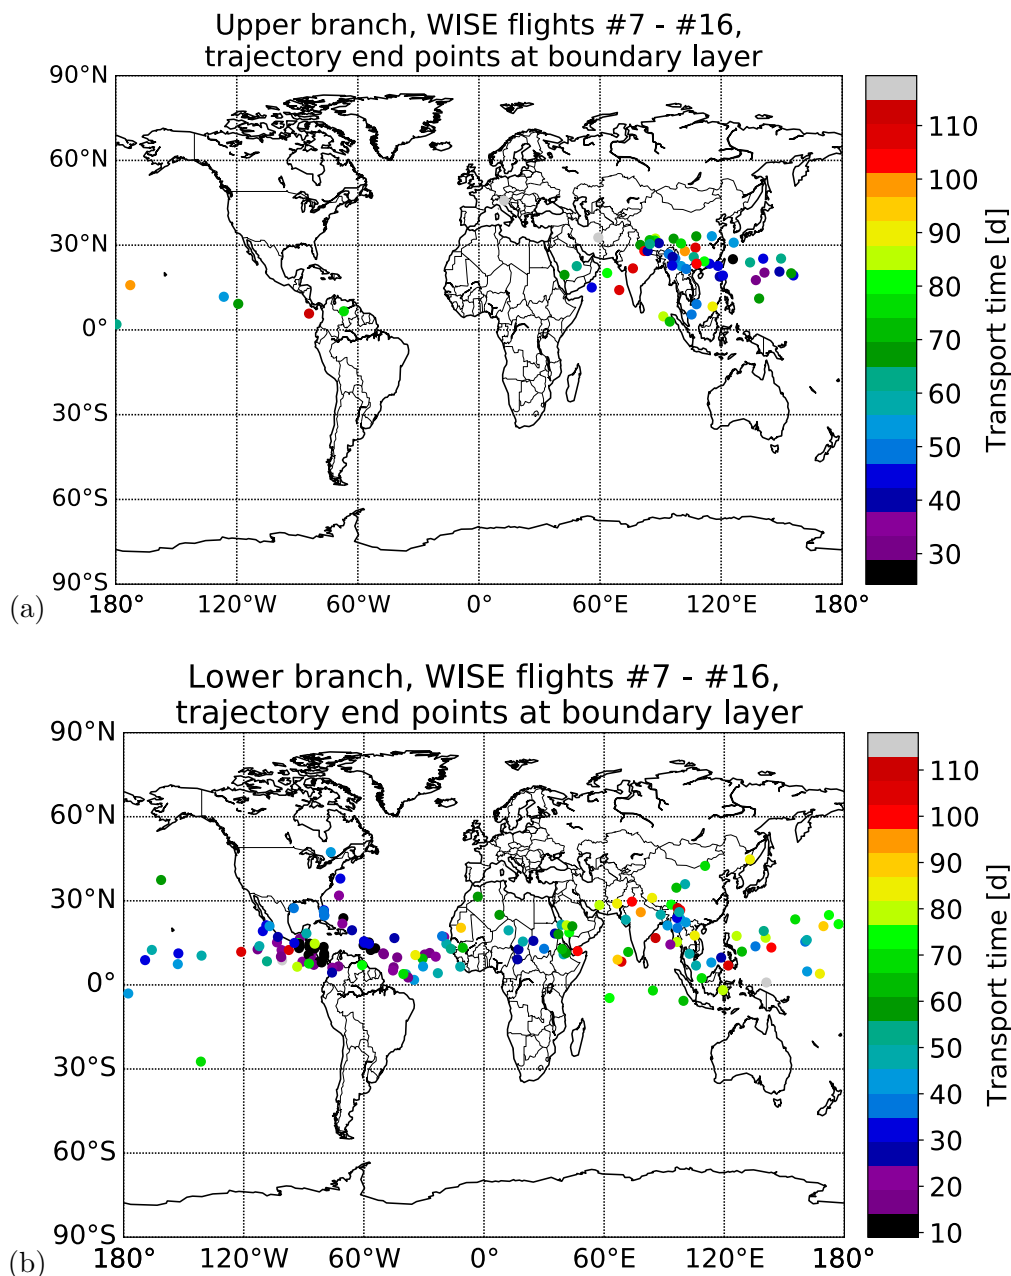 Upper branch, WISE flights #7 - #16,
trajectory end points at boundary layer
90°N
60°N
30°N
0°
30°S
60°S
90°S
180°
120°W
60°W
0°
60°E
120°E
180°
110
100
90
80
70
60
50
40
30
Transport time [d]
(a)
Lower branch, WISE flights #7 - #16,
trajectory end points at boundary layer
90°N
60°N
30°N
0°
30°S
60°S
90°S
180°
120°W
60°W
0°
60°E
120°E
180°
110
100
90
80
70
60
50
40
30
20
10
Transport time [d]
(b)